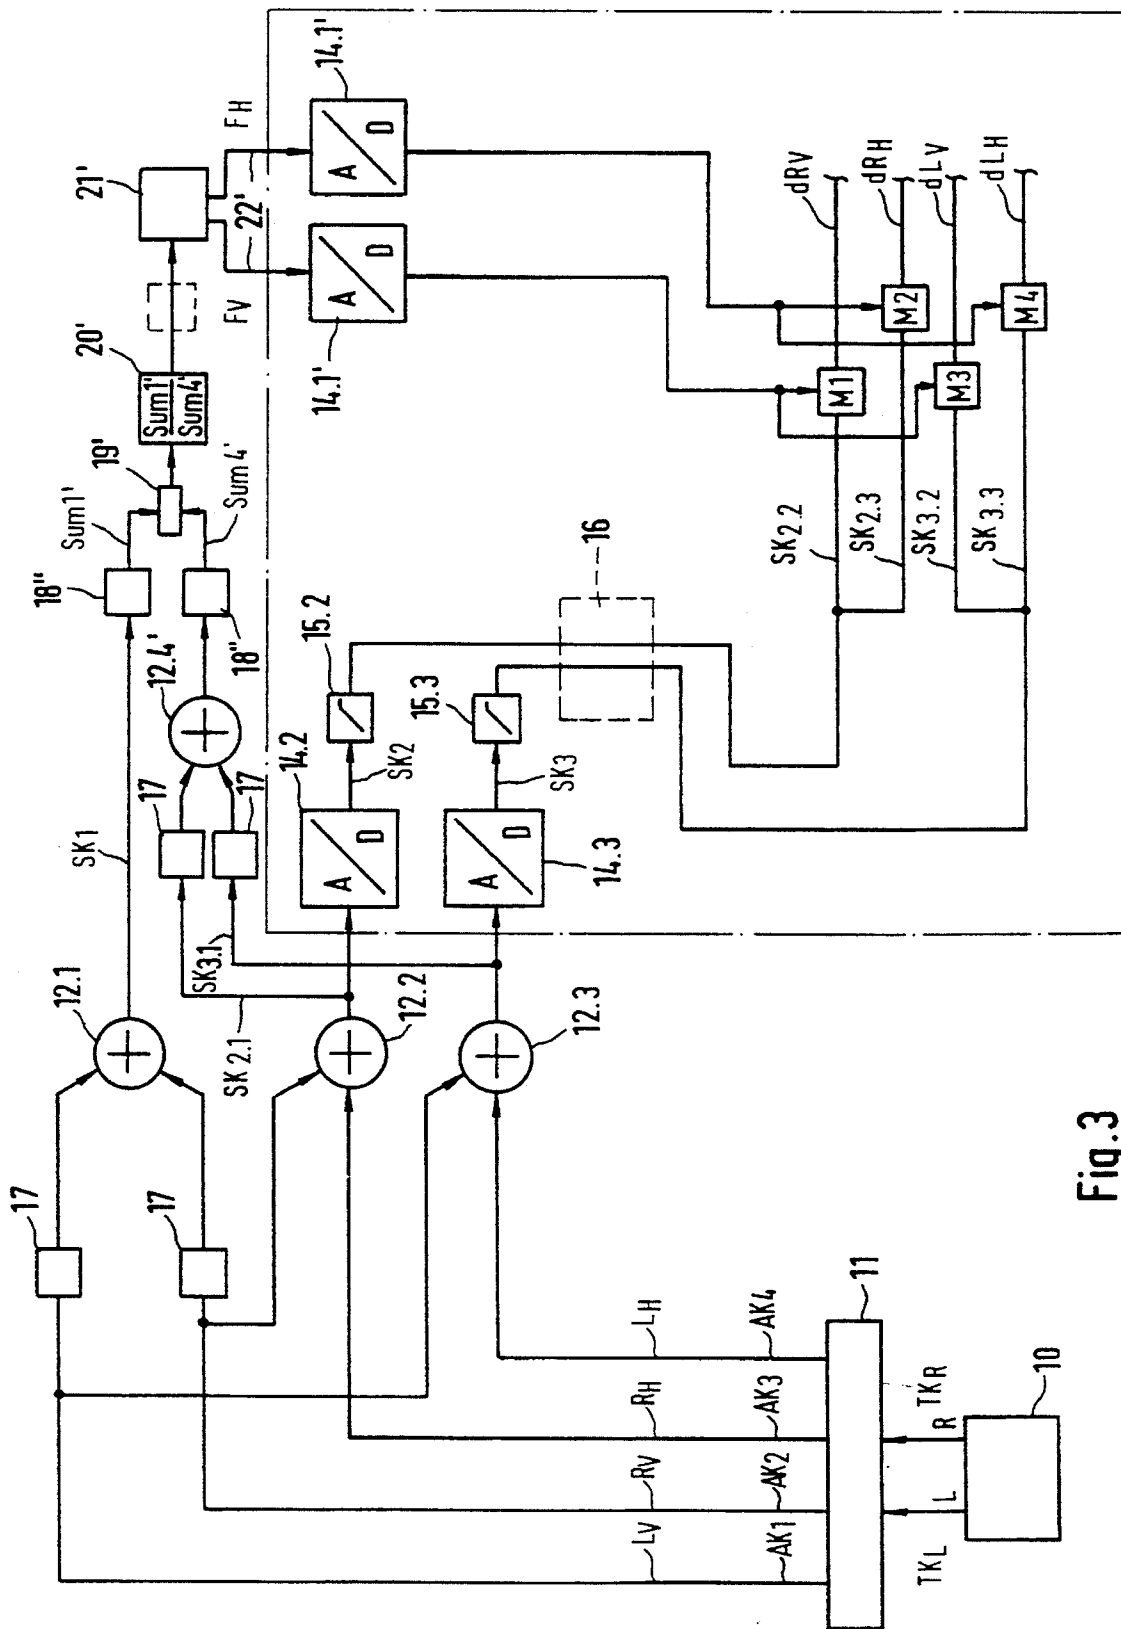 17
17
12.1
SK1
18''
Sum1'
19'
20'
Sum1'
Sum4'
21'
Sum4'
18''
12.4'
17
17
SK3.1
SK2.1
FV
22'
FH
14.1'
A
D
14.1'
A
D
12.2
14.2
A
D
SK2
15.2
12.3
14.3
A
D
SK3
15.3
16
LV
AK1
RV
AK2
RH
AK3
LH
AK4
11
TKL
L
R
TKR
10
SK2.2
SK2.3
SK3.2
SK3.3
M1
M2
M3
M4
dRV
dRH
dLV
dLH
Fig.3